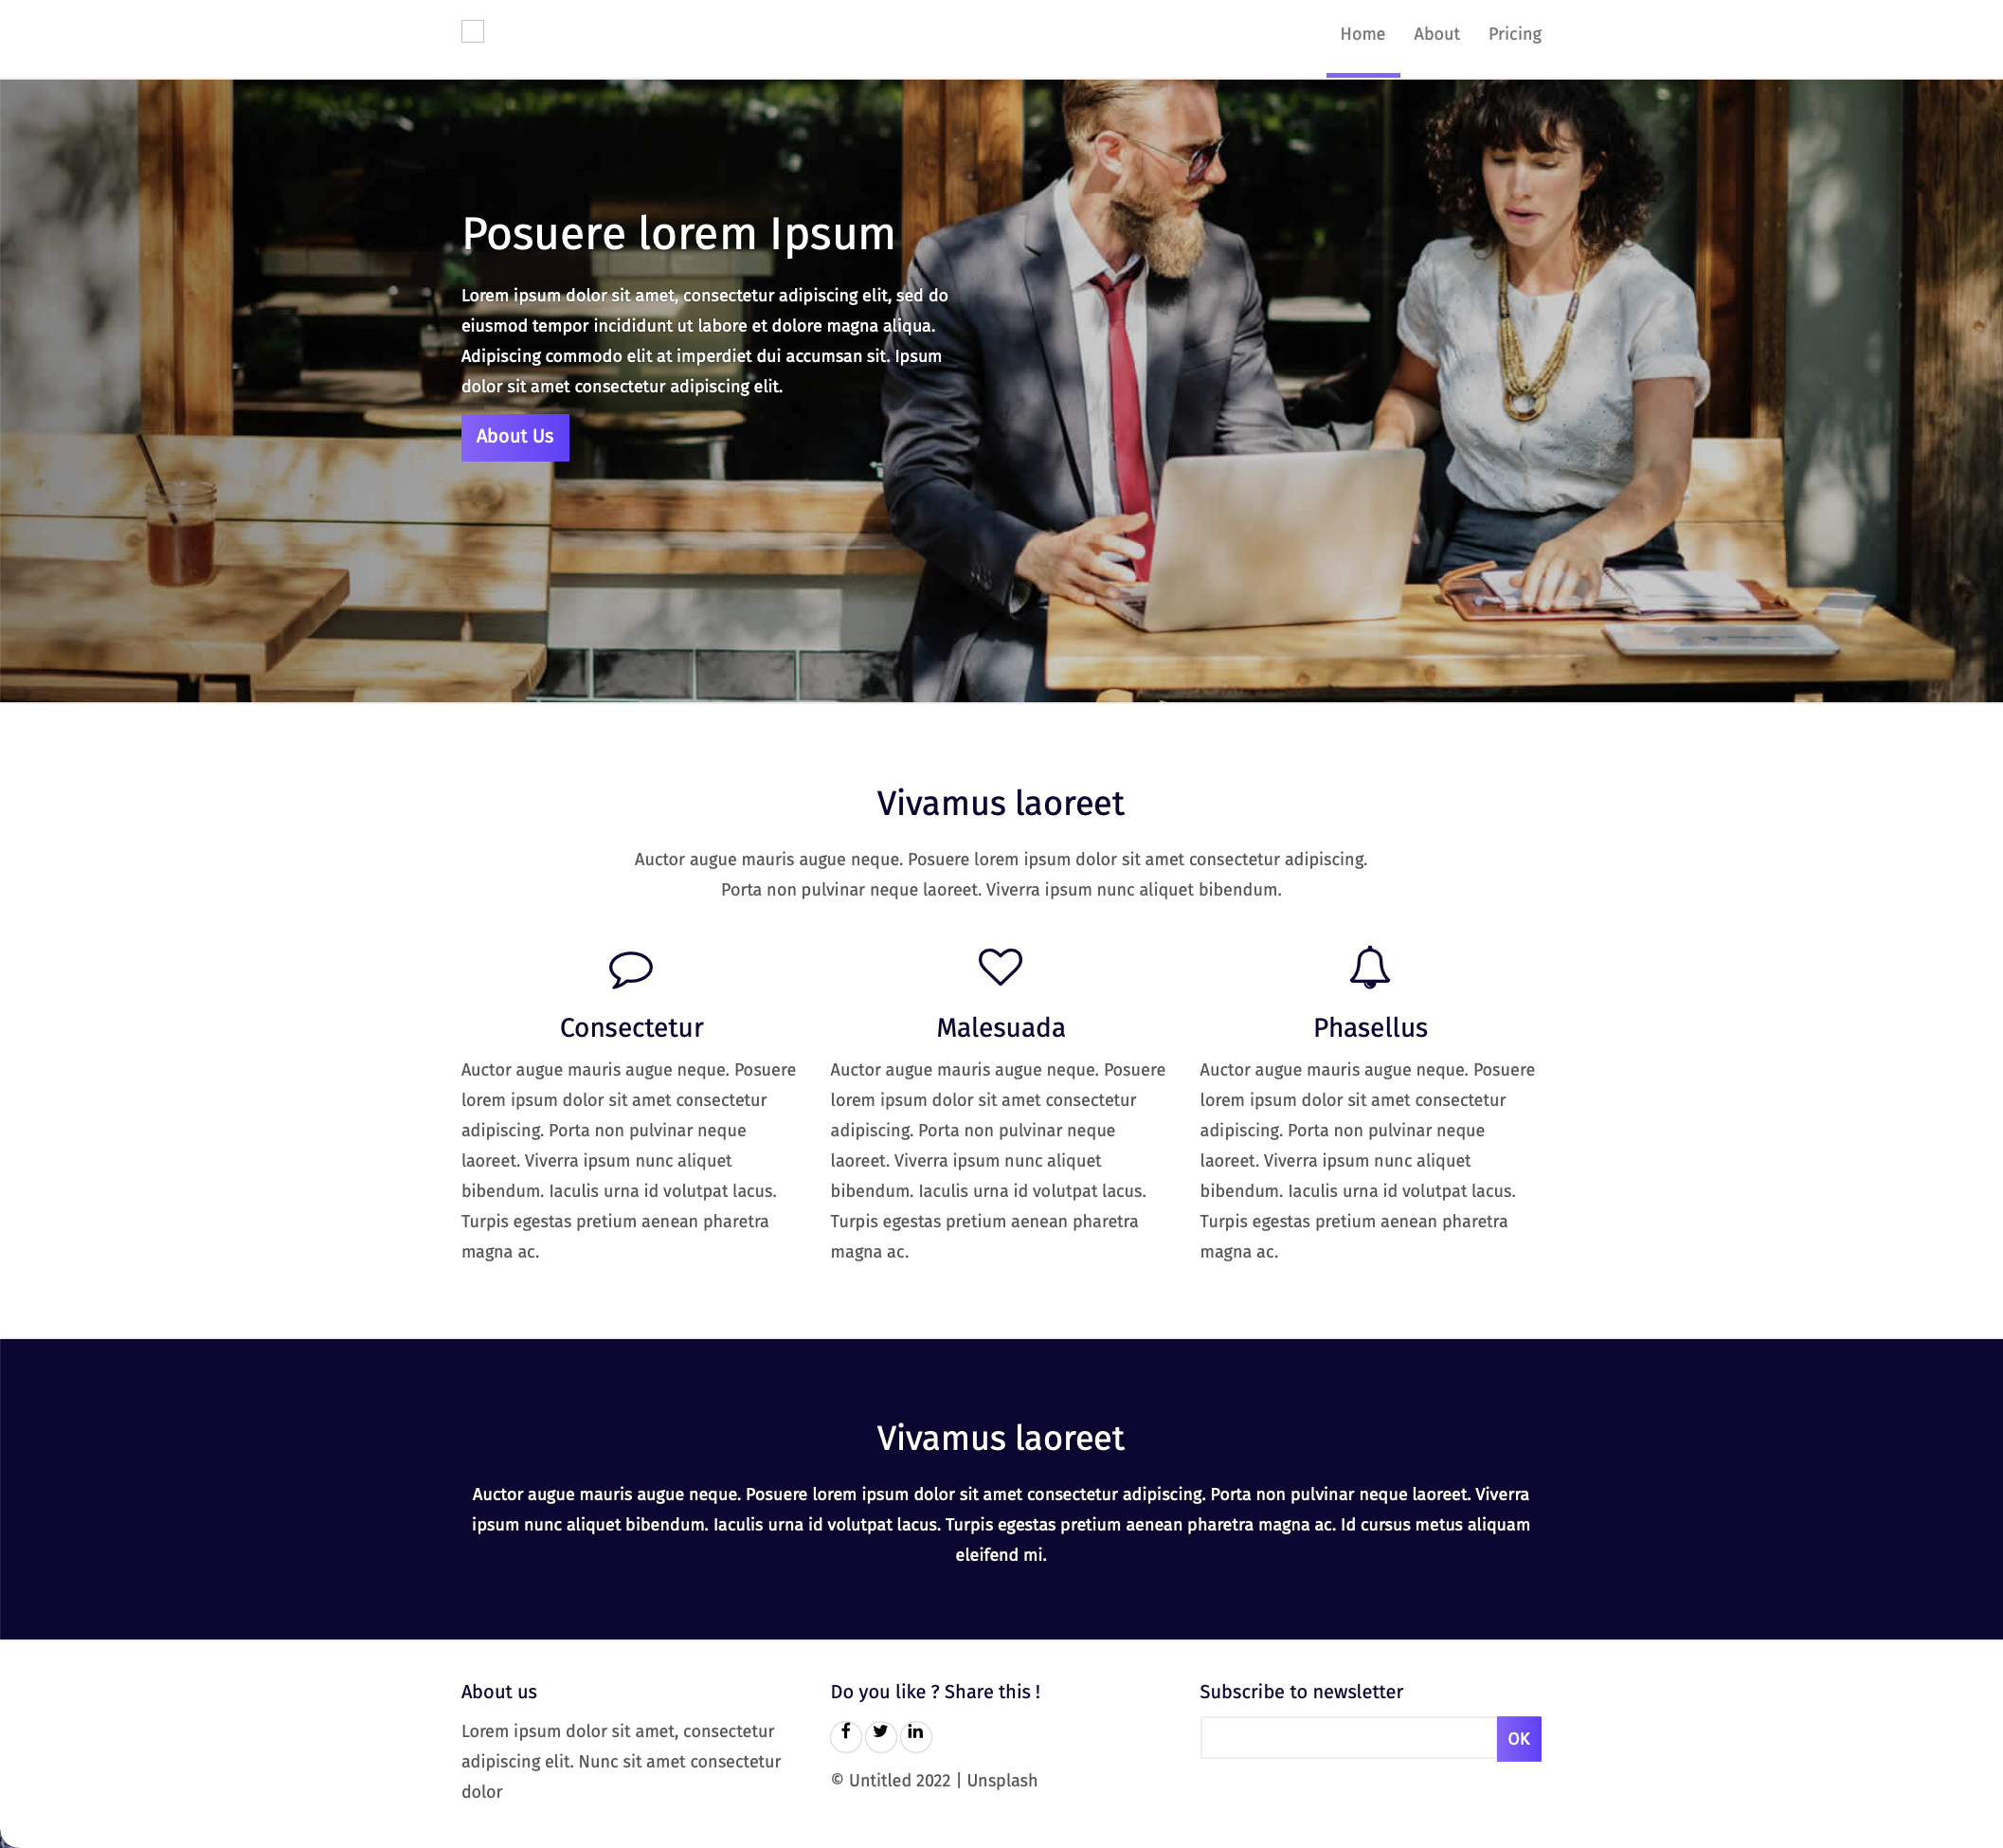 Home About Pricing
Posuere lorem Ipsum
Lorem ipsum dolor sit amet, consectetur adipiscing elit, sed do
eiusmod tempor incididunt ut labore et dolore magna aliqua.
Adipiscing commodo elit at imperdiet dui accumsan sit. Ipsum
dolor sit amet consectetur adipiscing elit.
About Us
Vivamus laoreet
Auctor augue mauris augue neque. Posuere lorem ipsum dolor sit amet consectetur adipiscing.
Porta non pulvinar neque laoreet. Viverra ipsum nunc aliquet bibendum.
Consectetur
Auctor augue mauris augue neque. Posuere
lorem ipsum dolor sit amet consectetur
adipiscing. Porta non pulvinar neque
laoreet. Viverra ipsum nunc aliquet
bibendum. Iaculis urna id volutpat lacus.
Turpis egestas pretium aenean pharetra
magna ac.
Malesuada
Auctor augue mauris augue neque. Posuere
lorem ipsum dolor sit amet consectetur
adipiscing. Porta non pulvinar neque
laoreet. Viverra ipsum nunc aliquet
bibendum. Iaculis urna id volutpat lacus.
Turpis egestas pretium aenean pharetra
magna ac.
Phasellus
Auctor augue mauris augue neque. Posuere
lorem ipsum dolor sit amet consectetur
adipiscing. Porta non pulvinar neque
laoreet. Viverra ipsum nunc aliquet
bibendum. Iaculis urna id volutpat lacus.
Turpis egestas pretium aenean pharetra
magna ac.
Vivamus laoreet
Auctor augue mauris augue neque. Posuere lorem ipsum dolor sit amet consectetur adipiscing. Porta non pulvinar neque laoreet. Viverra
ipsum nunc aliquet bibendum. Iaculis urna id volutpat lacus. Turpis egestas pretium aenean pharetra magna ac. Id cursus metus aliquam
eleifend mi.
About us
Lorem ipsum dolor sit amet, consectetur
adipiscing elit. Nunc sit amet consectetur
dolor
Do you like ? Share this !
© Untitled 2022 | Unsplash
Subscribe to newsletter
OK